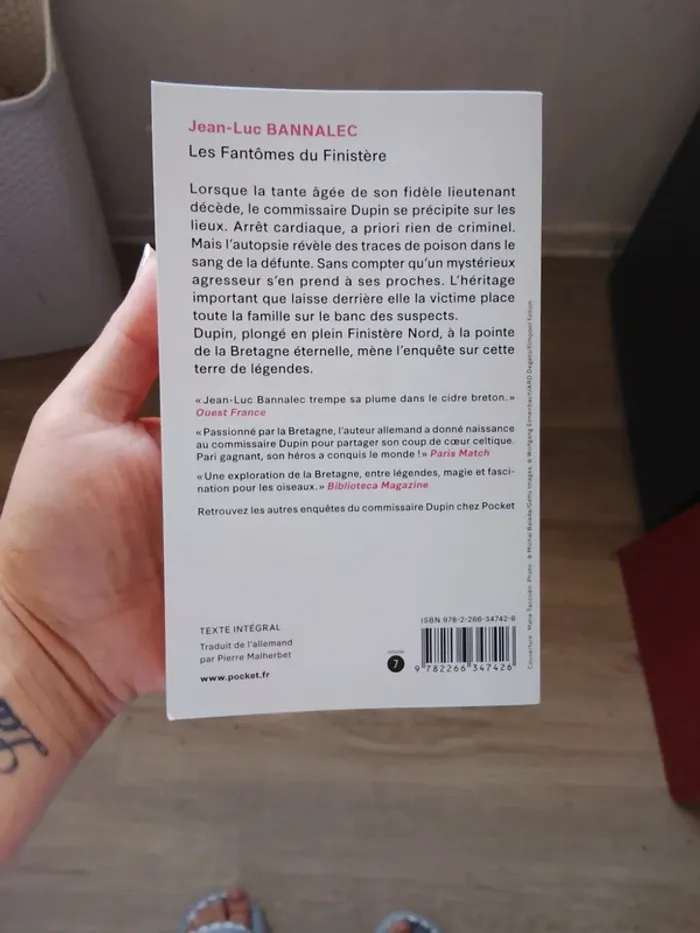 Jean-Luc BANNALEC
Les Fantômes du Finistère
Lorsque la tante âgée de son fidèle lieutenant
décède, le commissaire Dupin se précipite sur les
lieux. Arrêt cardiaque, a priori rien de criminel.
Mais l'autopsie révèle des traces de poison dans le
sang de la défunte. Sans compter qu'un mystérieux
agresseur s'en prend à ses proches. L'héritage
important que laisse derrière elle la victime place
toute la famille sur le banc des suspects.
Dupin, plongé en plein Finistère Nord, à la pointe
de la Bretagne éternelle, mène l'enquête sur cette
terre de légendes.
« Jean-Luc Bannalec trempe sa plume dans le cidre breton. »
Ouest France
« Passionné par la Bretagne, l'auteur allemand a donné naissance
au commissaire Dupin pour partager son coup de cœur celtique.
Pari gagnant, son héros a conquis le monde ! » Paris Match
« Une exploration de la Bretagne, entre légendes, magie et fasci-
nation pour les oiseaux. » Biblioteca Magazine
Retrouvez les autres enquêtes du commissaire Dupin chez Pocket
TEXTE INTÉGRAL
Traduit de l'allemand
par Pierre Malherbet
www.pocket.fr
7
ISBN 978-2-266-34742-6
9 782266 347426